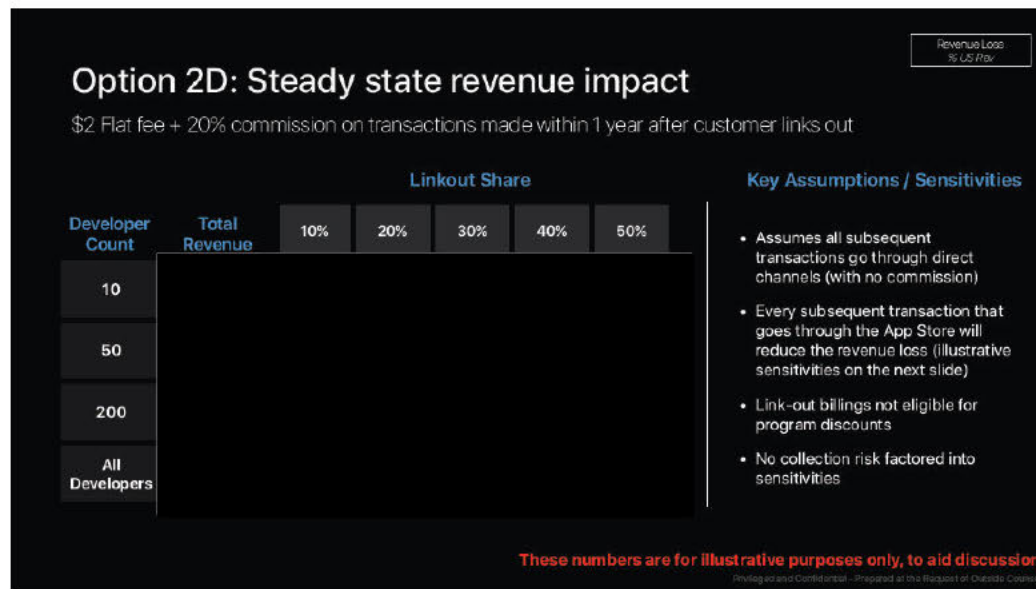 Revenue Loss
% US Rev
Option 2D: Steady state revenue impact
$2 Flat fee + 20% commission on transactions made within 1 year after customer links out
Linkout Share
Developer
Count
Total
Revenue
10%
20%
30%
40%
50%
10
50
200
All
Developers
Key Assumptions / Sensitivities
• Assumes all subsequent
transactions go through direct
channels (with no commission)
• Every subsequent transaction that
goes through the App Store will
reduce the revenue loss (illustrative
sensitivities on the next slide)
• Link-out billings not eligible for
program discounts
• No collection risk factored into
sensitivities
These numbers are for illustrative purposes only, to aid discussion
Privileged and Confidential – Prepared at the Request of Outside Counse